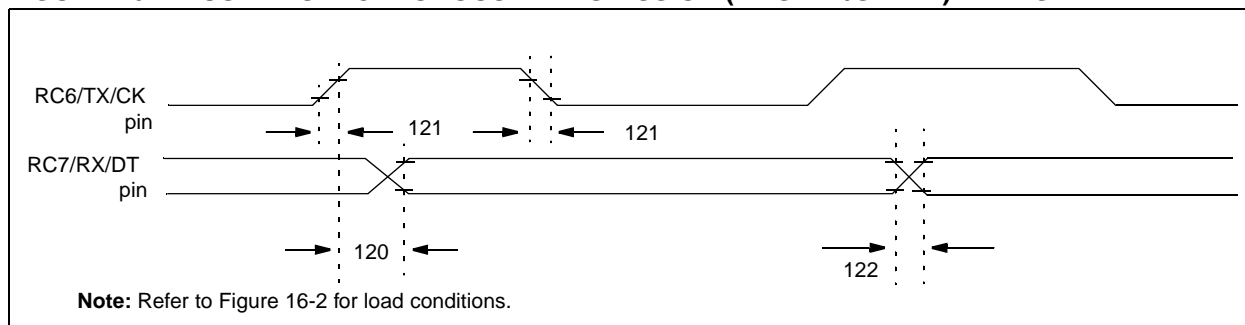 RC6/TX/CK
pin
121
121
RC7/RX/DT
pin
120
122
Note: Refer to Figure 16-2 for load conditions.